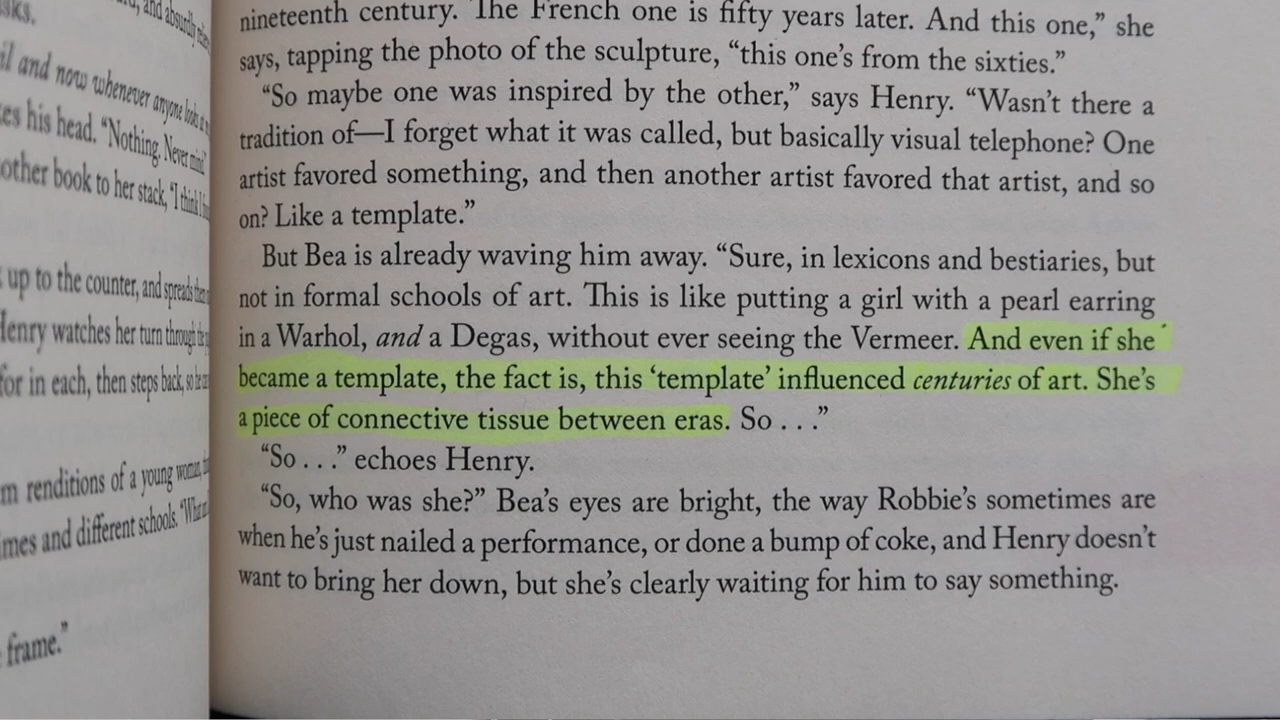 sks.
and absurdly
il and now whenever anyone looks at
es his head. "Nothing. Never mind."
other book to her stack, "I think I
up to the counter, and spreads
Henry watches her turn through the
for in each, then steps back, so he can
m renditions of a young woman,
imes and different schools. "What
frame."
nineteenth century. The French one is fifty years later. And this one,” she
says, tapping the photo of the sculpture, “this one’s from the sixties.”
“So maybe one was inspired by the other,” says Henry. “Wasn’t there a
tradition of—I forget what it was called, but basically visual telephone? One
artist favored something, and then another artist favored that artist, and so
on? Like a template.”
But Bea is already waving him away. “Sure, in lexicons and bestiaries, but
not in formal schools of art. This is like putting a girl with a pearl earring
in a Warhol, and a Degas, without ever seeing the Vermeer. And even if she
became a template, the fact is, this ‘template’ influenced centuries of art. She’s
a piece of connective tissue between eras. So . . .”
“So . . .” echoes Henry.
“So, who was she?” Bea’s eyes are bright, the way Robbie’s sometimes are
when he’s just nailed a performance, or done a bump of coke, and Henry doesn’t
want to bring her down, but she’s clearly waiting for him to say something.